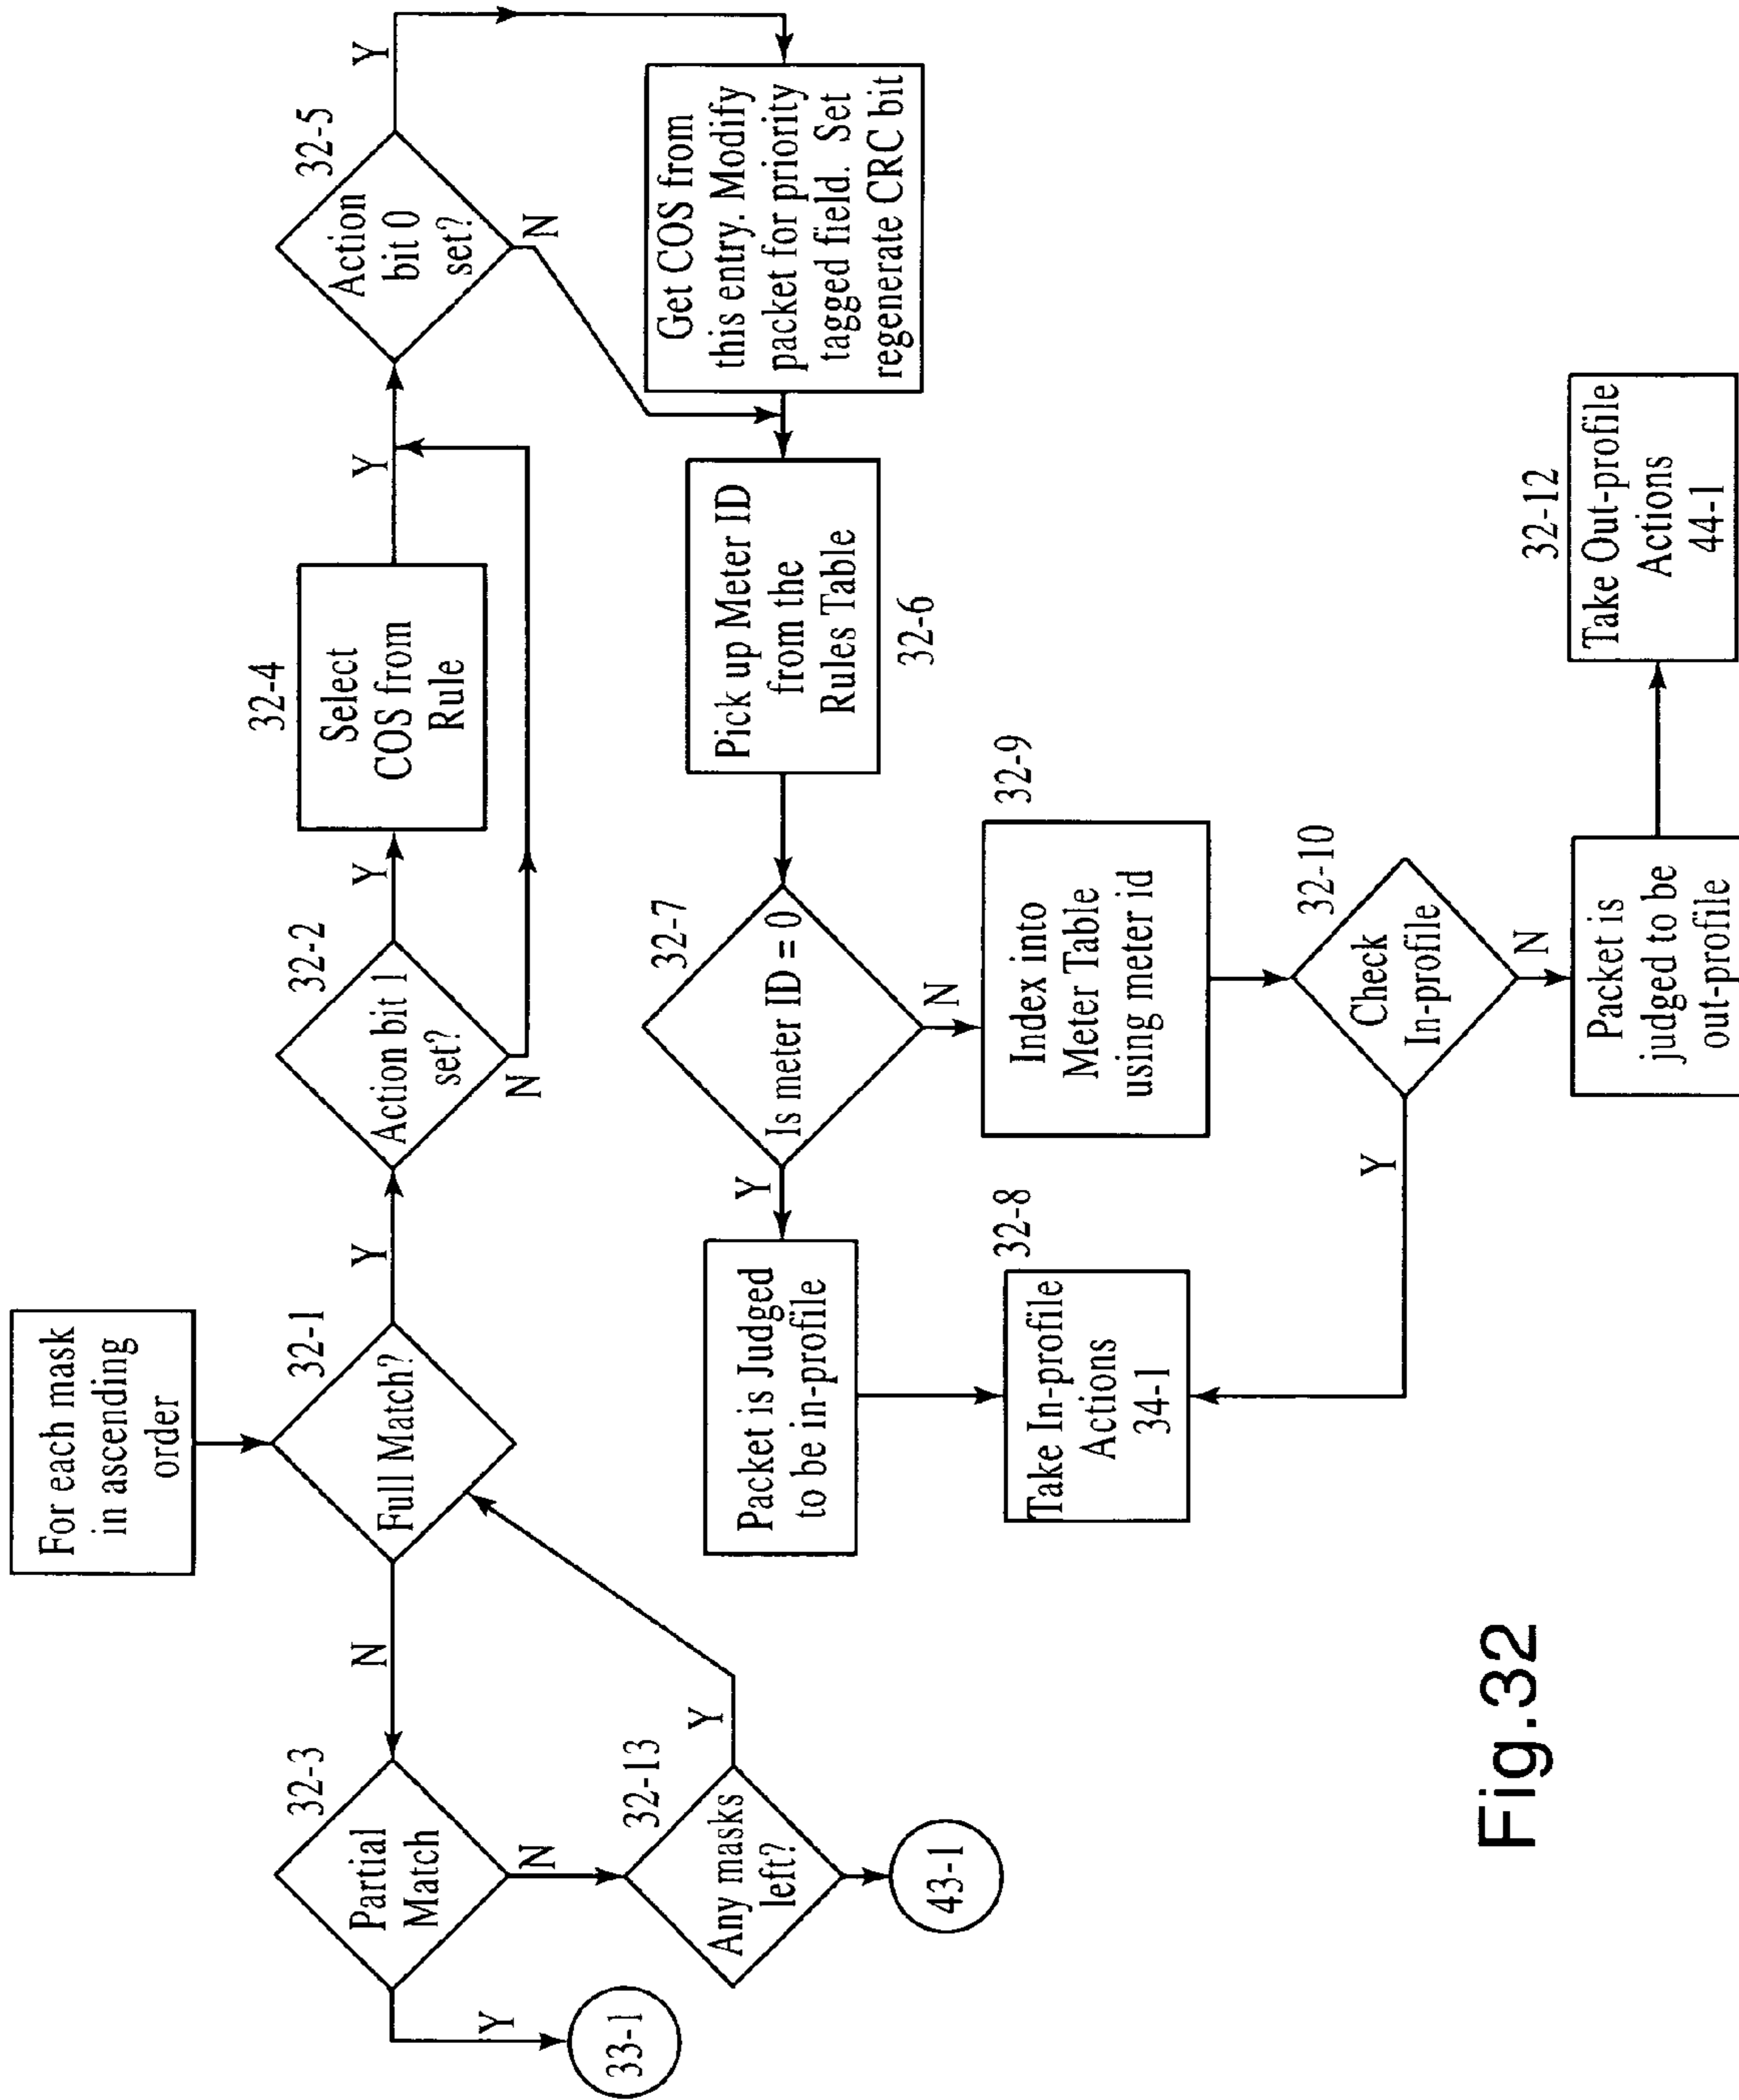 For each mask
in ascending
order
32-1
Full Match?
Y
N
32-2
Action bit 1
set?
Y
N
32-4
Select
COS from
Rule
Y
32-5
Action
bit 0
set?
Y
N
Get COS from
this entry. Modify
packet for priority
tagged field. Set
regenerate CRC bit
32-3
Partial
Match
Y
N
33-1
32-13
Any masks
left?
Y
43-1
Pick up Meter ID
from the
Rules Table
32-6
32-7
Is meter ID = 0
Y
N
Packet is Judged
to be in-profile
32-8
Take In-profile
Actions
34-1
32-9
Index into
Meter Table
using meter id
32-10
Check
In-profile
Y
N
Packet is
judged to be
out-profile
32-12
Take Out-profile
Actions
44-1
Fig.32